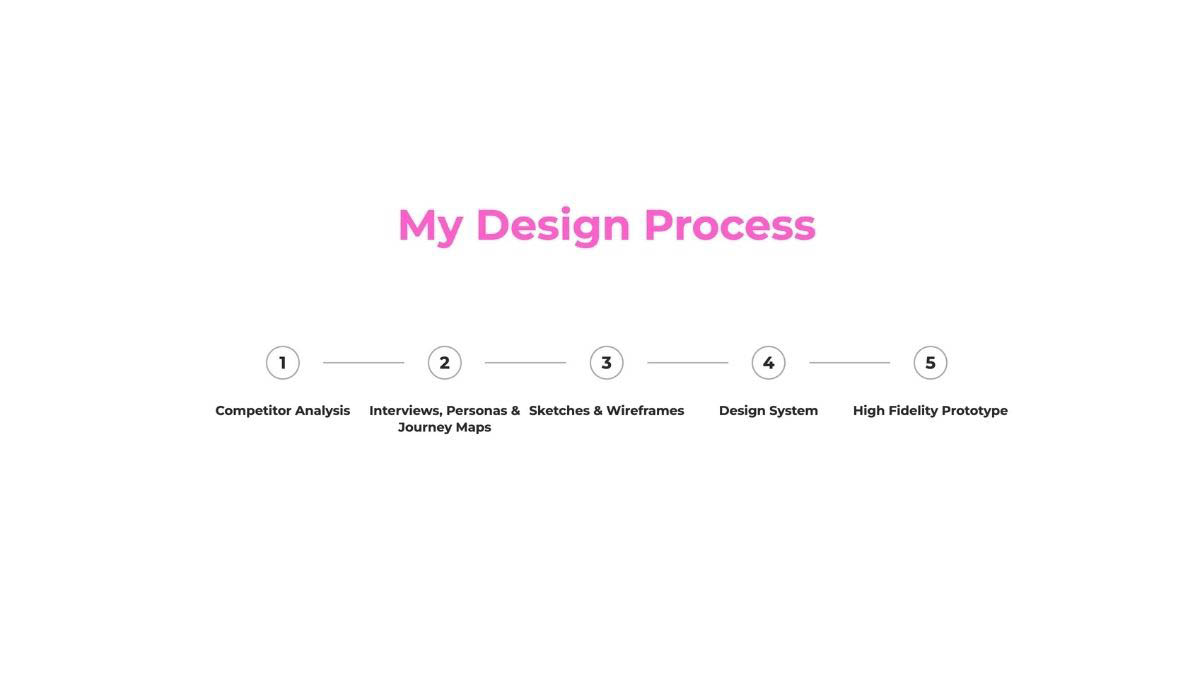 My Design Process
1 2 3 4 5
Competitor Analysis
Interviews, Personas &
Journey Maps
Sketches & Wireframes
Design System
High Fidelity Prototype